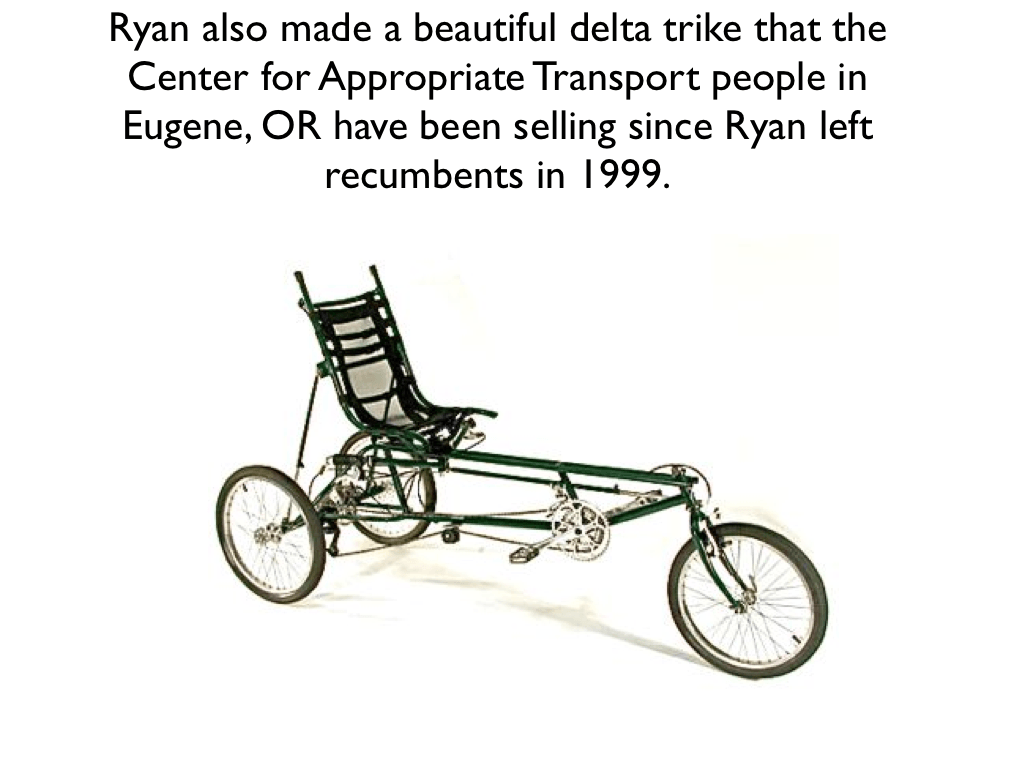 Ryan also made a beautiful delta trike that the
Center for Appropriate Transport people in
Eugene, OR have been selling since Ryan left
recumbents in 1999.